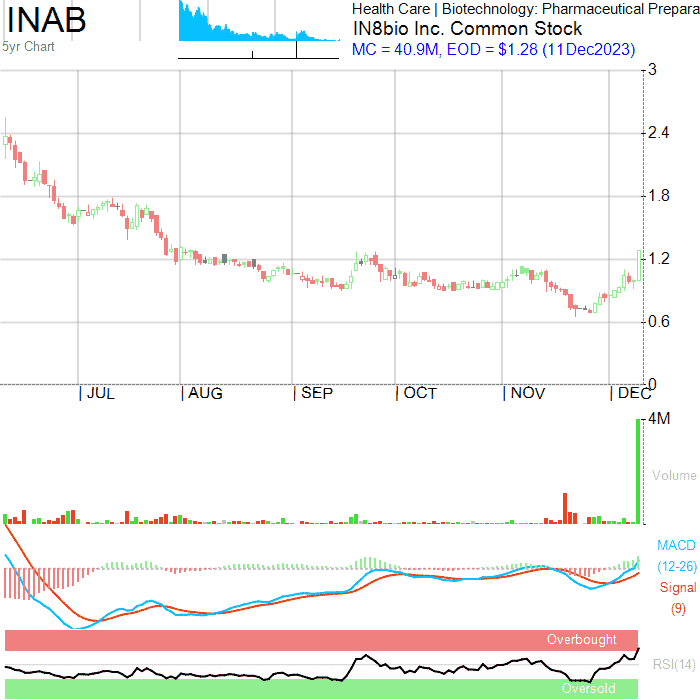 INAB
5yr Chart
Health Care | Biotechnology: Pharmaceutical Prepara
IN8bio Inc. Common Stock
MC = 40.9M, EOD = $1.28 (11Dec2023)
3
2.4
1.8
1.2
0.6
0
| JUL | AUG | SEP | OCT | NOV | DEC
4M
Volume
MACD
(12-26)
Signal
(9)
Overbought
RSI(14)
Oversold